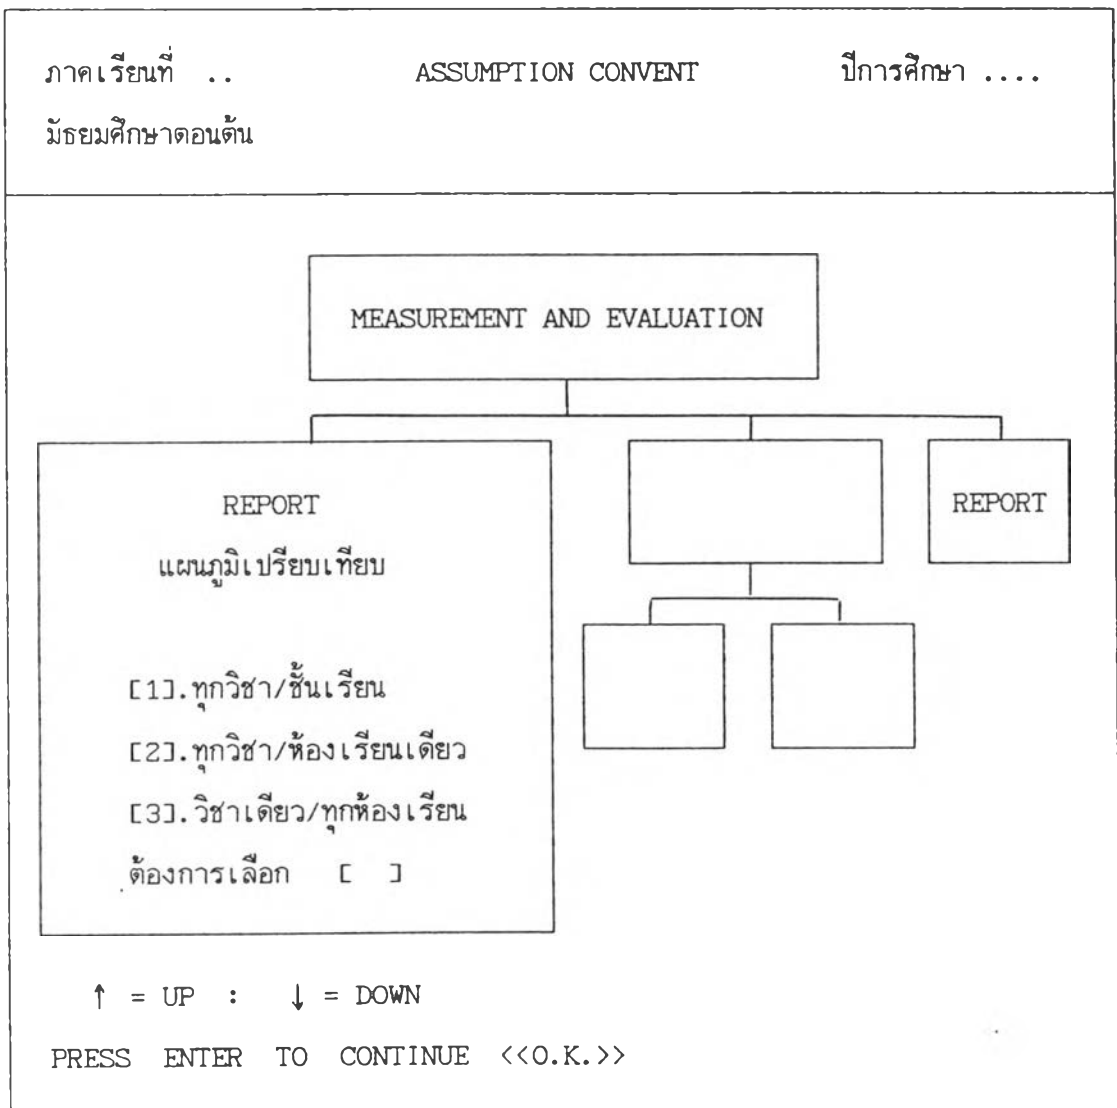 ภาคเรียนที่ .. ASSUMPTION CONVENT ปีการศึกษา ....
มัธยมศึกษาตอนต้น
MEASUREMENT AND EVALUATION
REPORT
แผนภูมิเปรียบเทียบ
[1].ทุกวิชา/ชั้นเรียน
[2].ทุกวิชา/ห้องเรียนเดียว
[3].วิชาเดียว/ทุกห้องเรียน
ต้องการเลือก [ ]
REPORT
↑ = UP : ↓ = DOWN
PRESS ENTER TO CONTINUE <<O.K.>>